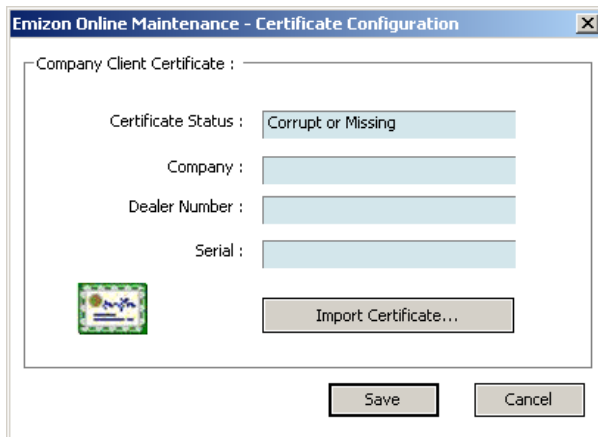 Emizon Online Maintenance - Certificate Configuration
Company Client Certificate :
Certificate Status : Corrupt or Missing
Company :
Dealer Number :
Serial :
Import Certificate...
Save Cancel